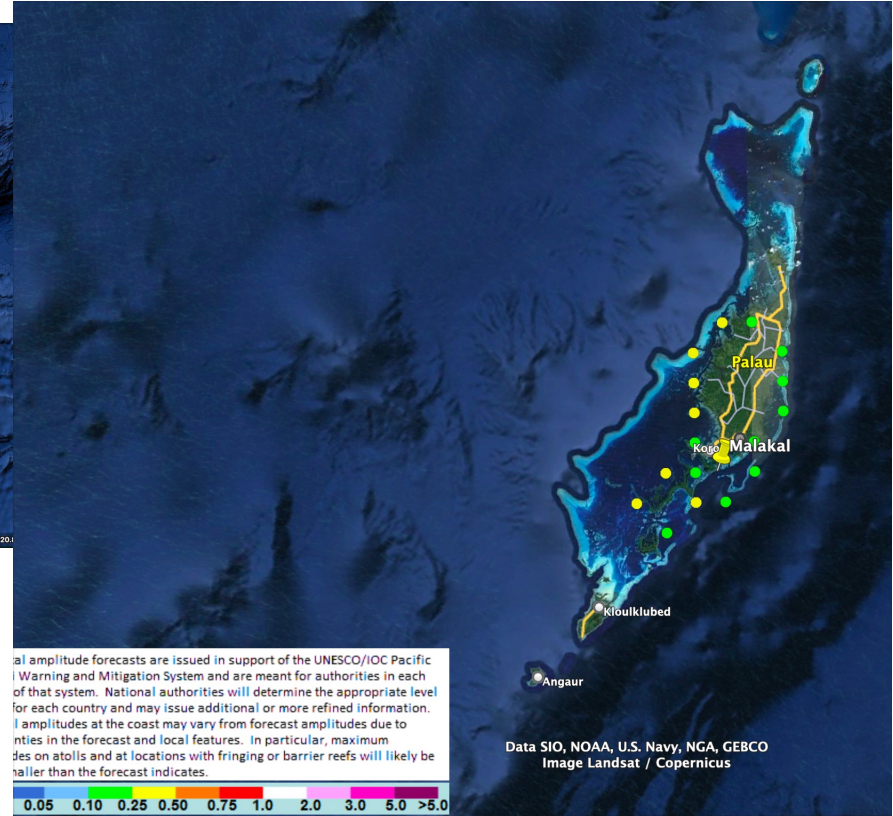 Palau
Koro
Malakal
20.
Kloulklubed
al amplitude forecasts are issued in support of the UNESCO/IOC Pacific
Warning and Mitigation System and are meant for authorities in each
of that system. National authorities will determine the appropriate level
for each country and may issue additional or more refined information.
l amplitudes at the coast may vary from forecast amplitudes due to
nties in the forecast and local features. In particular, maximum
des on atolls and at locations with fringing or barrier reefs will likely be
aller than the forecast indicates.
Angaur
Data SIO, NOAA, U.S. Navy, NGA, GEBCO
Image Landsat / Copernicus
0.05 0.10 0.25 0.50 0.75 1.0 2.0 3.0 5.0 >5.0